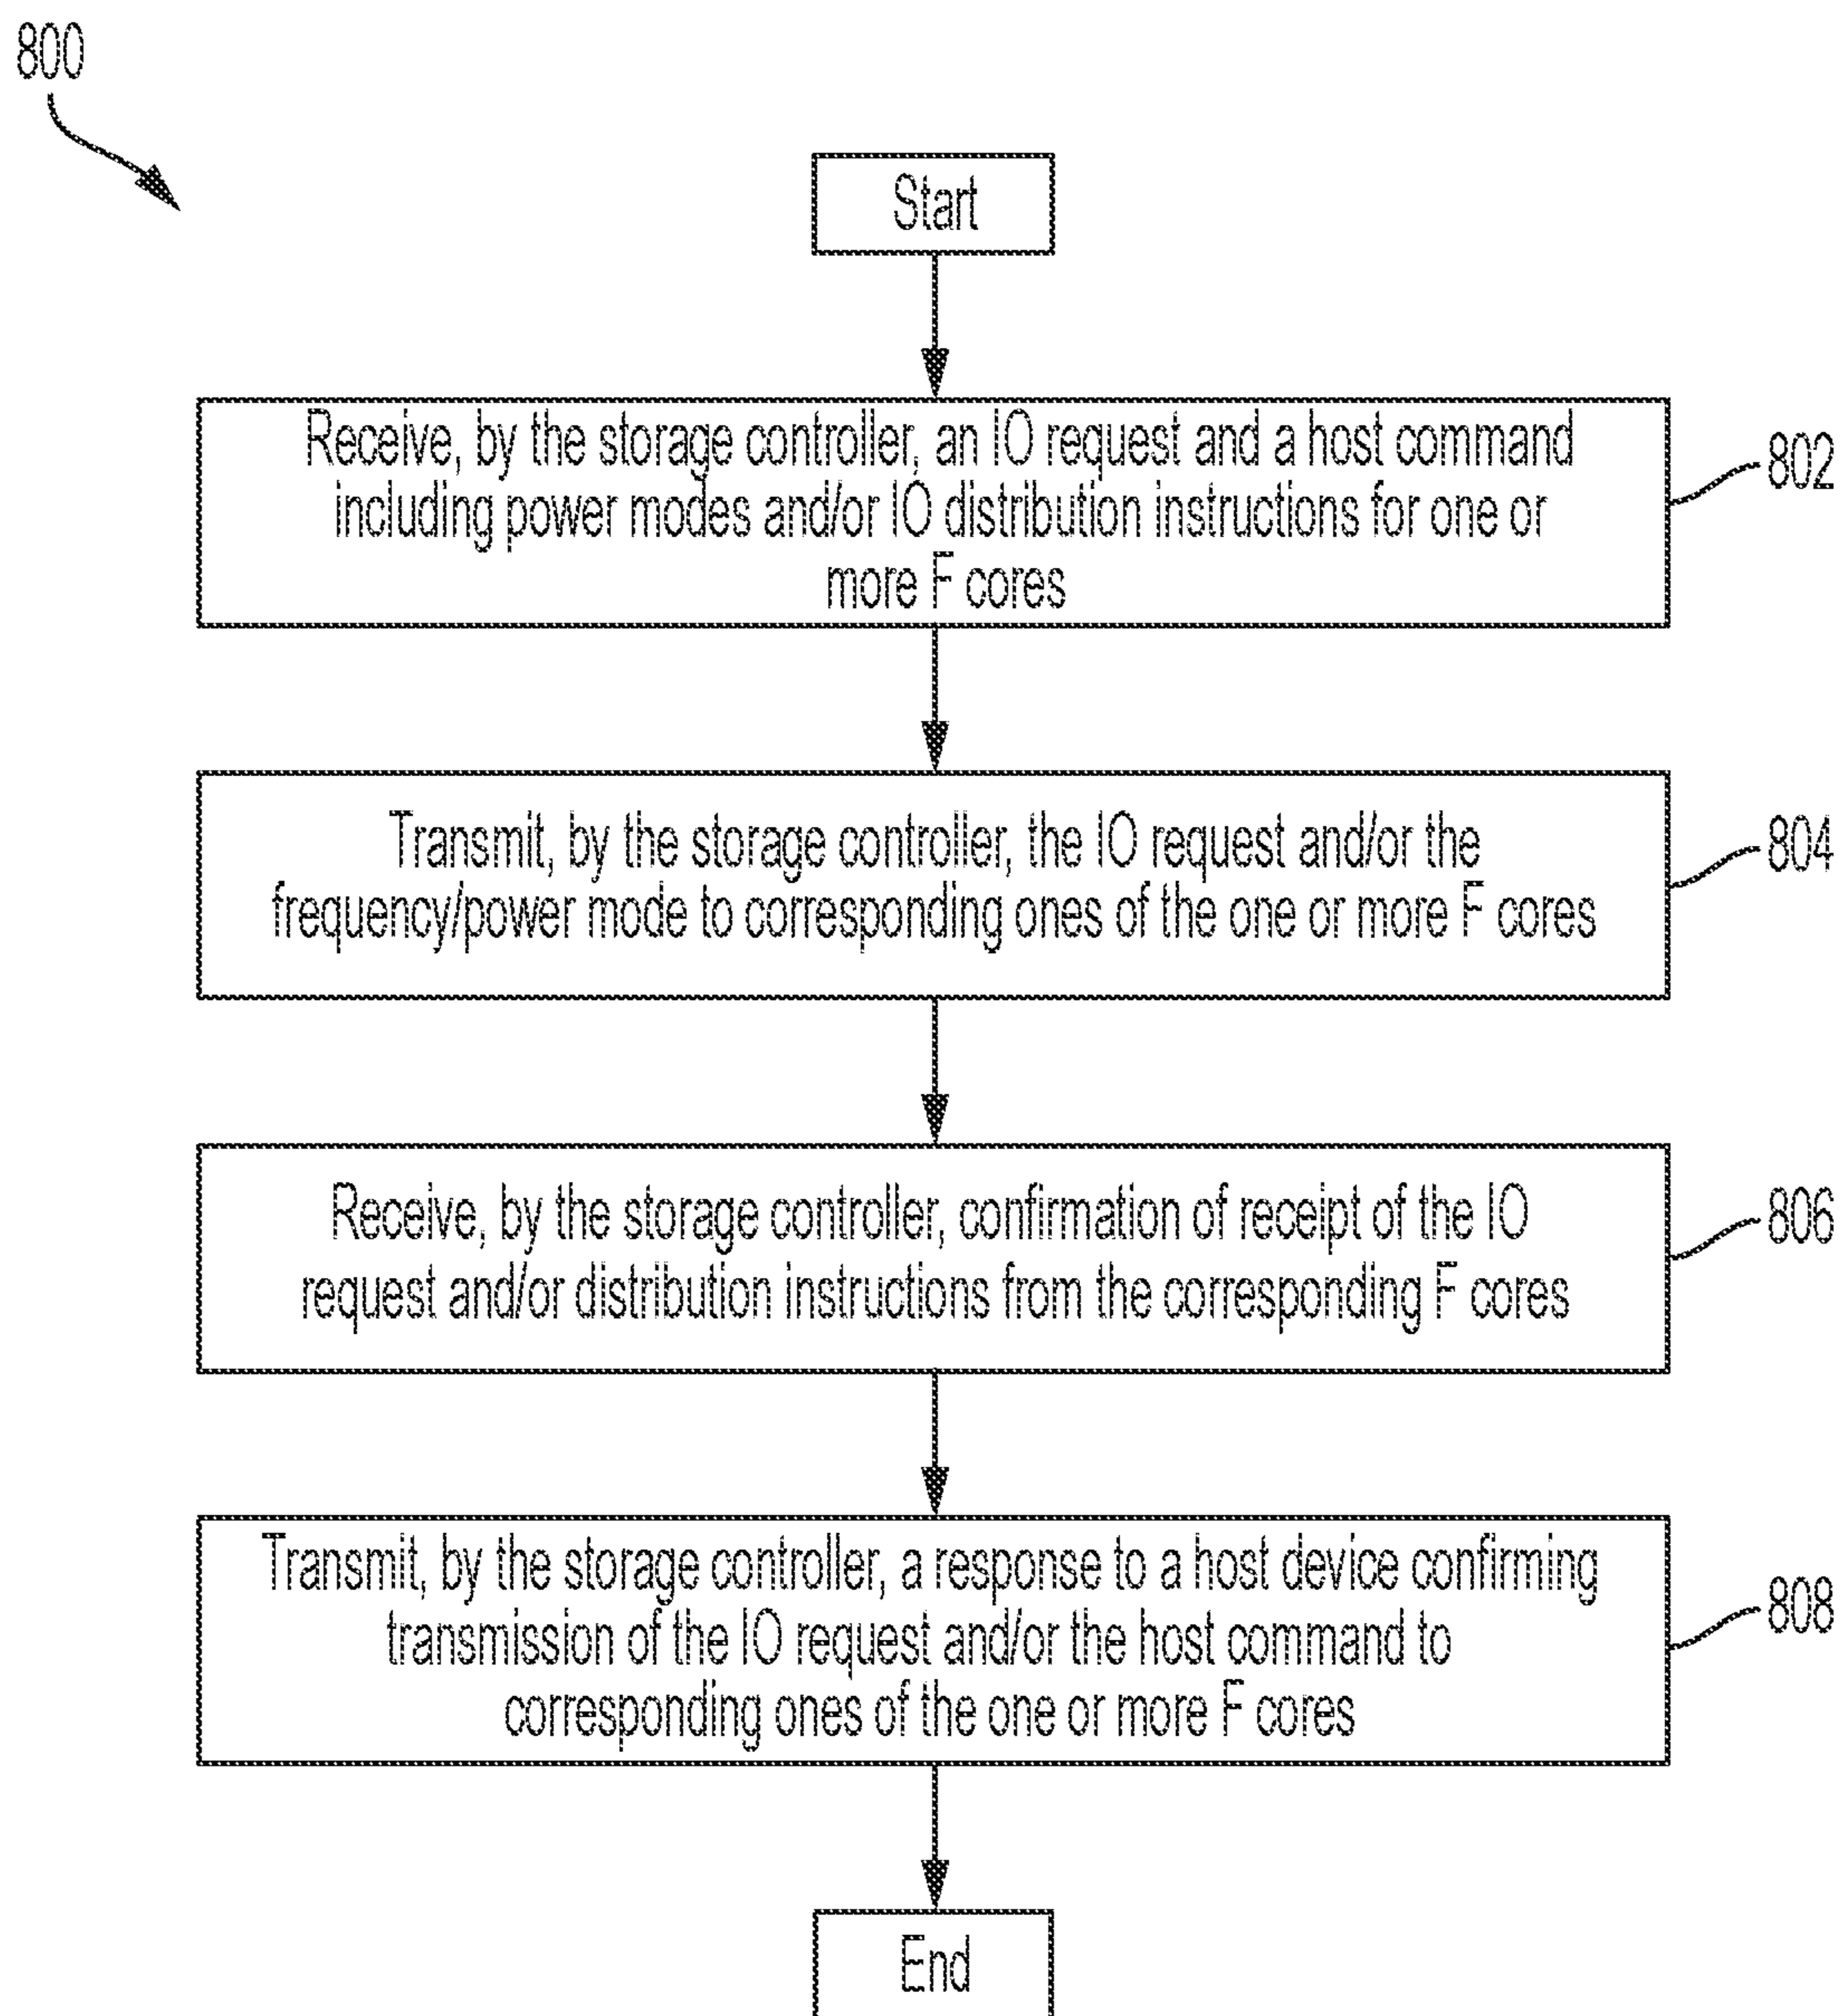 800
Start
Receive, by the storage controller, an IO request and a host command
including power modes and/or IO distribution instructions for one or
more F cores
802
Transmit, by the storage controller, the IO request and/or the
frequency/power mode to corresponding ones of the one or more F cores
804
Receive, by the storage controller, confirmation of receipt of the IO
request and/or distribution instructions from the corresponding F cores
806
Transmit, by the storage controller, a response to a host device confirming
transmission of the IO request and/or the host command to
corresponding ones of the one or more F cores
808
End